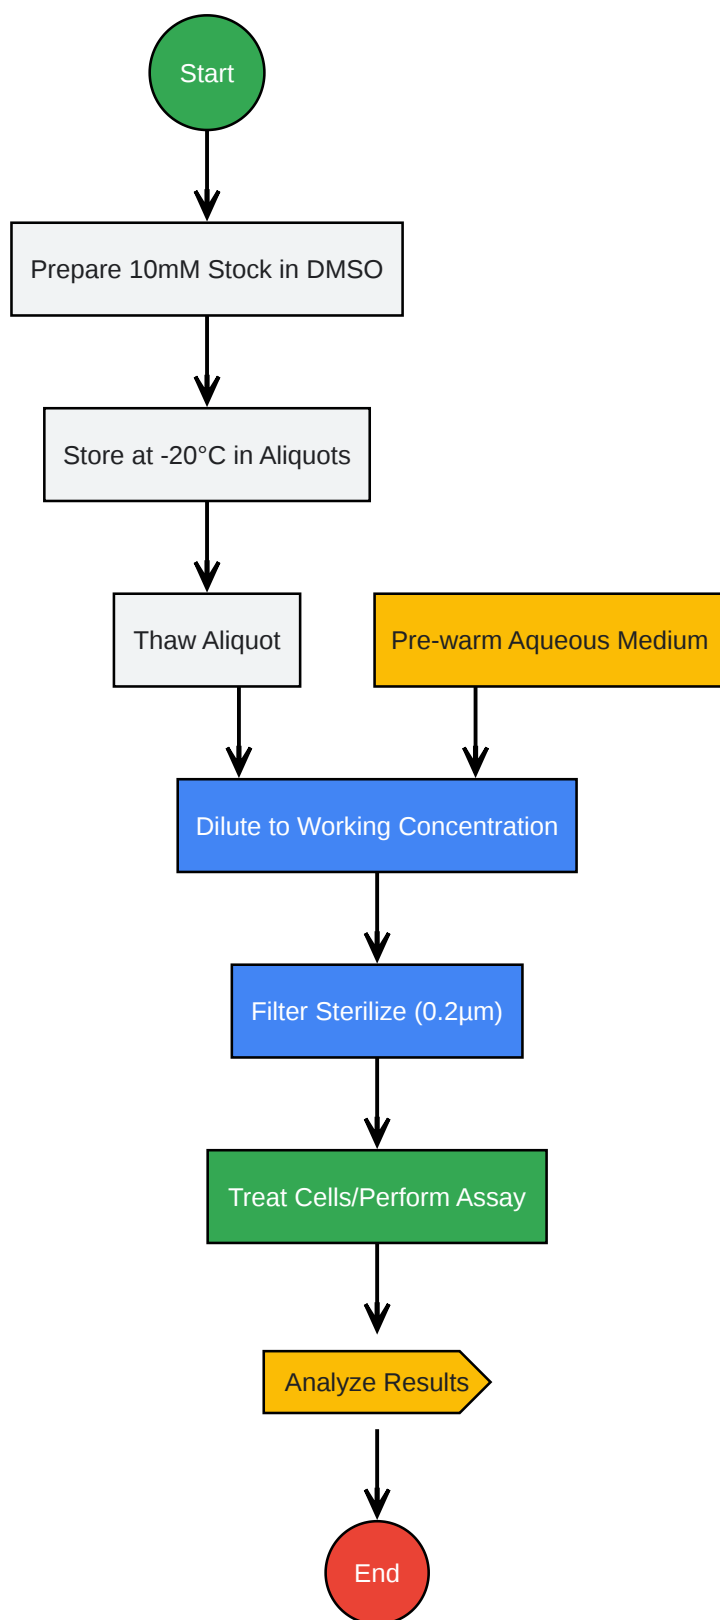 Start
Prepare 10mM Stock in DMSO
Store at -20°C in Aliquots
Thaw Aliquot
Pre-warm Aqueous Medium
Dilute to Working Concentration
Filter Sterilize (0.2µm)
Treat Cells/Perform Assay
Analyze Results
End